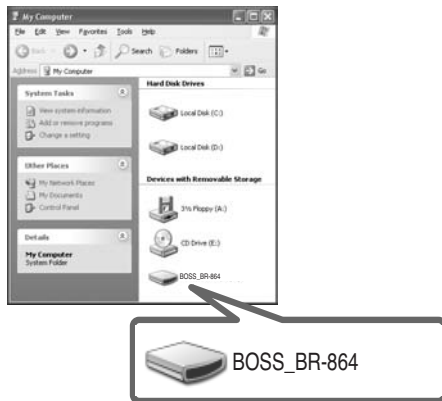 My Computer
File Edit View Favorites Tools Help
Back Search Folders
Address My Computer Go
System Tasks
View system information
Add or remove programs
Change a setting
Other Places
My Network Places
My Documents
Control Panel
Details
My Computer
System Folder
Hard Disk Drives
Local Disk (C:)
Local Disk (D:)
Devices with Removable Storage
3½ Floppy (A:)
CD Drive (E:)
BOSS_BR-864
BOSS_BR-864